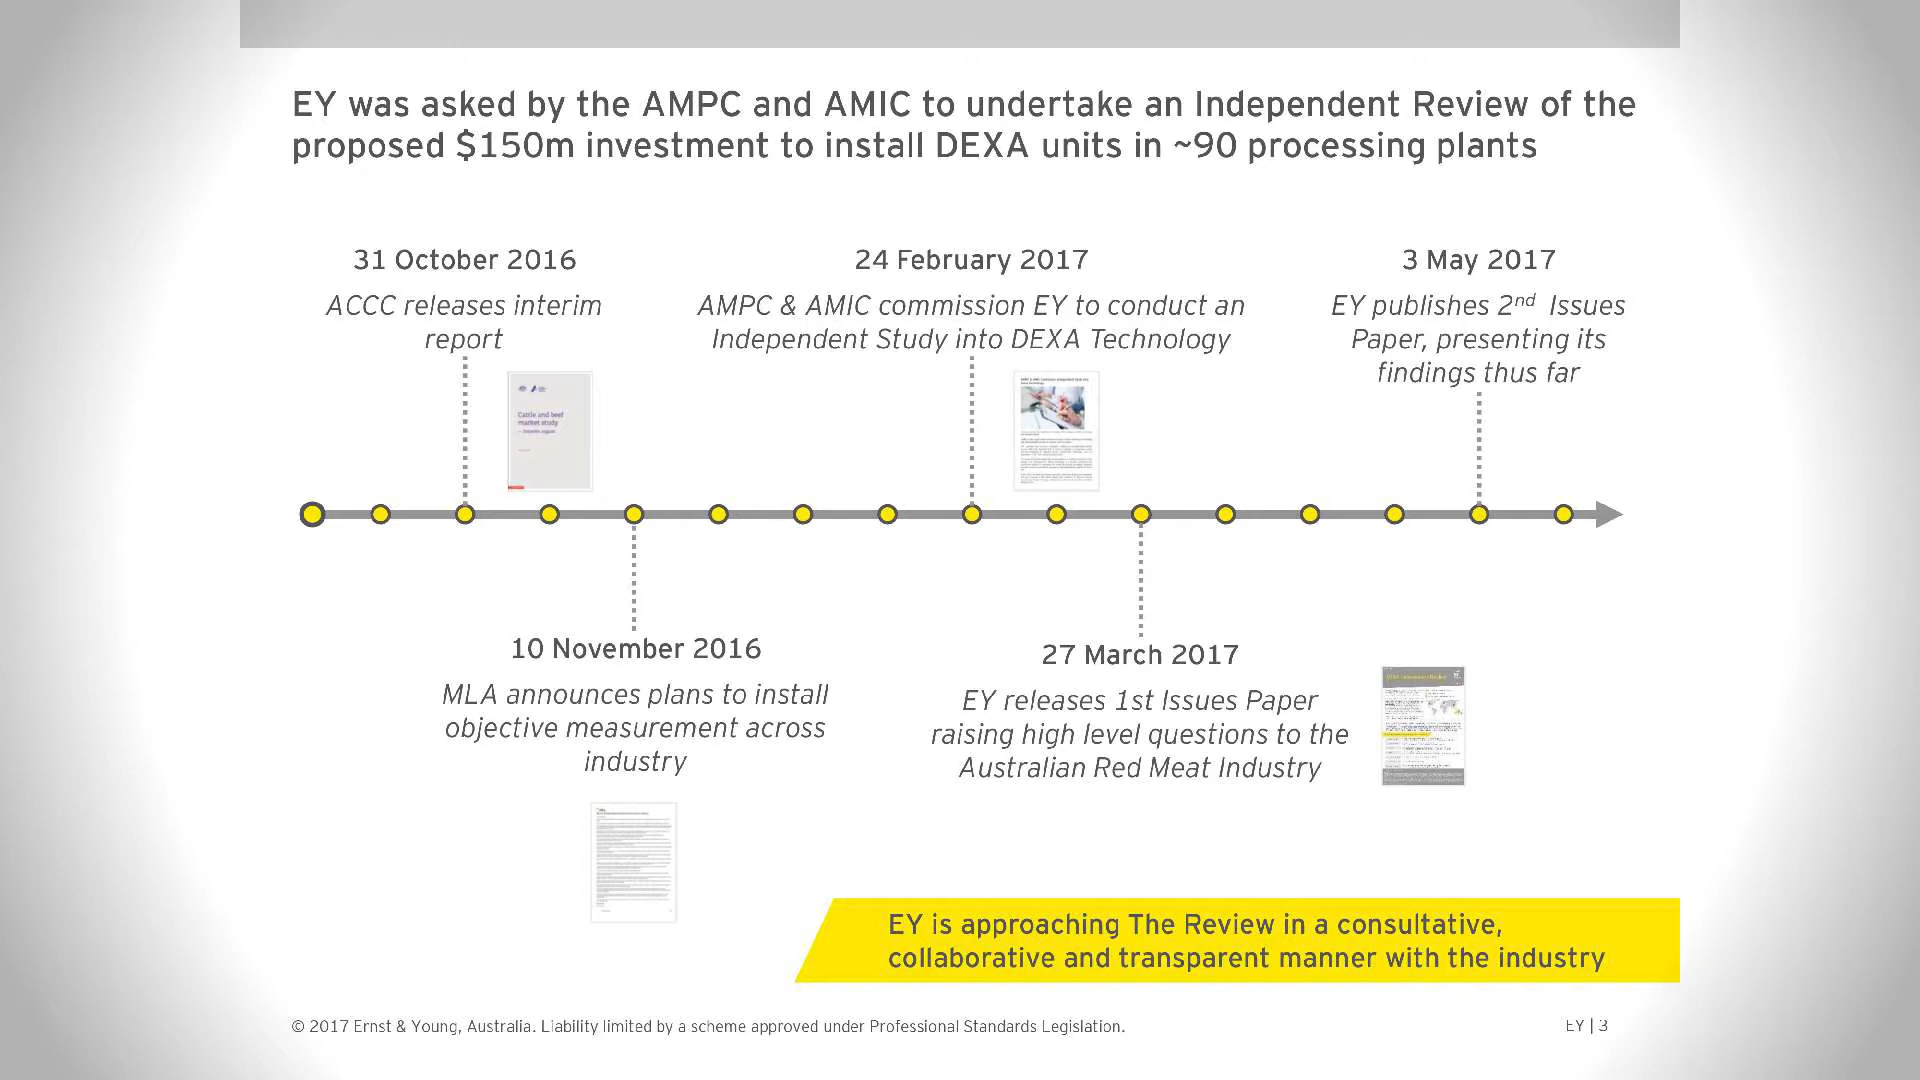 EY was asked by the AMPC and AMIC to undertake an Independent Review of the
proposed $150m investment to install DEXA units in ~90 processing plants
31 October 2016
ACCC releases interim
report
24 February 2017
AMPC & AMIC commission EY to conduct an
Independent Study into DEXA Technology
3 May 2017
EY publishes 2nd Issues
Paper, presenting its
findings thus far
Cattle and beef
market study
10 November 2016
MLA announces plans to install
objective measurement across
industry
27 March 2017
EY releases 1st Issues Paper
raising high level questions to the
Australian Red Meat Industry
EY is approaching The Review in a consultative,
collaborative and transparent manner with the industry
© 2017 Ernst & Young, Australia. Liability limited by a scheme approved under Professional Standards Legislation.
EY | 3